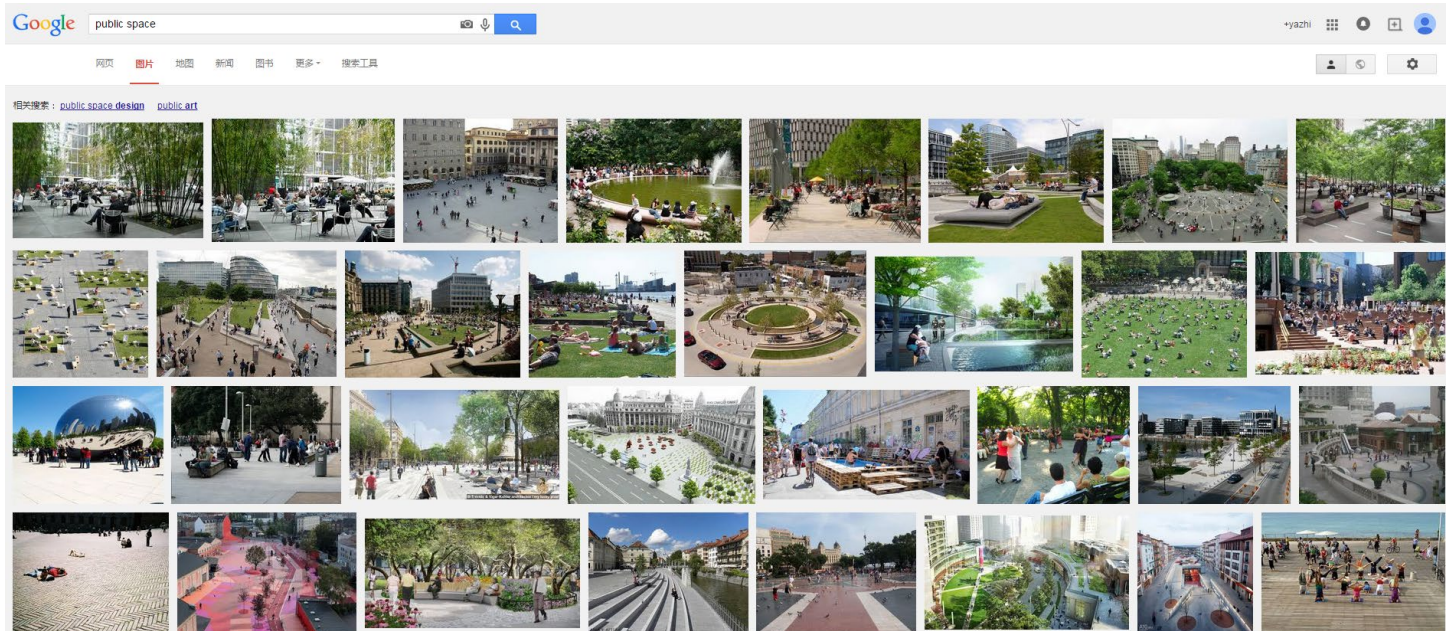 Google public space +yazhi
网页 图片 地图 新闻 图书 更多 搜索工具
相关搜索： public space design public art